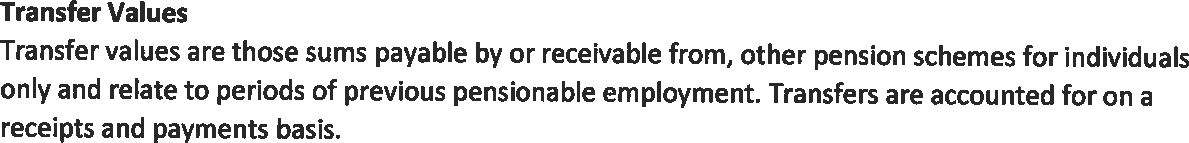 Transfer Values
Transfer values are those sums payable by or receivable from, other pension schemes for individuals
only and relate to periods of previous pensionable employment. Transfers are accounted for on a
receipts and payments basis.